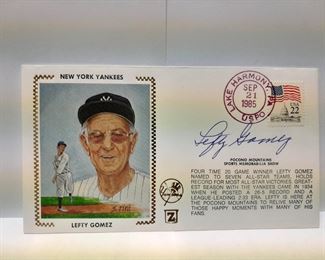 NEW YORK YANKEES
LEFTY GOMEZ
LAKE HARMONY, PA
SEP
21
1985
USPO
USA
22
Lefty Gomez
POCONO MOUNTAINS
SPORTS MEMORABILIA SHOW
FOUR TIME 20 GAME WINNER LEFTY GOMEZ
NAMED TO SEVEN ALL-STAR TEAMS, HOLDS
RECORD FOR MOST ALL-STAR VICTORIES. GREAT-
EST SEASON WITH THE YANKEES CAME IN 1934
WHEN HE POSTED A 26-5 RECORD AND A
LEAGUE-LEADING 2.33 ERA. LEFTY IS HERE AT
THE POCONO MOUNTAINS TO RELIVE MANY OF
THOSE HAPPY MOMENTS WITH MANY OF HIS
FANS.
Z